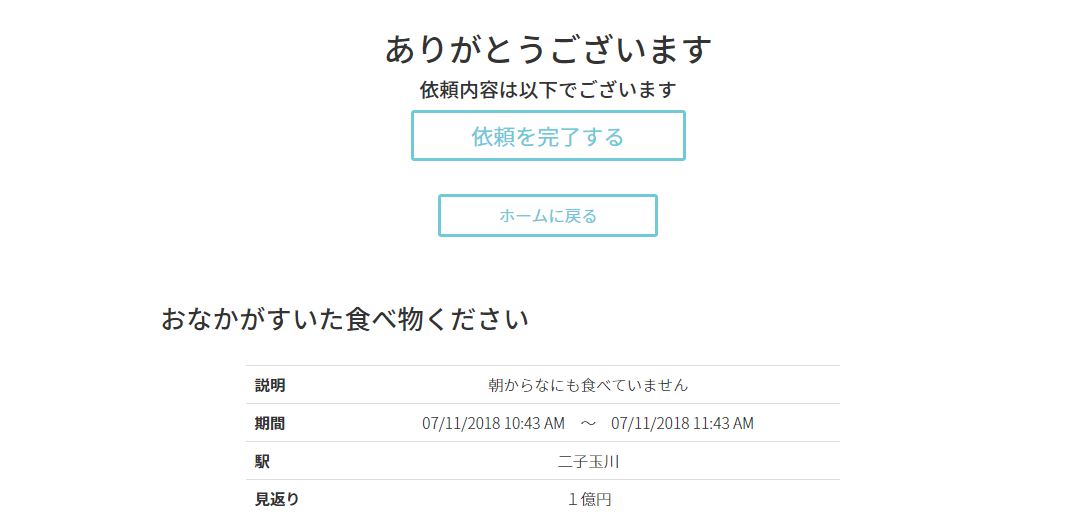 ありがとうございます
依頼内容は以下でございます
依頼を完了する
ホームに戻る
おなかがすいた食べ物ください
説明 朝からなにも食べていません
期間 07/11/2018 10:43 AM ～ 07/11/2018 11:43 AM
駅 二子玉川
見返り １億円